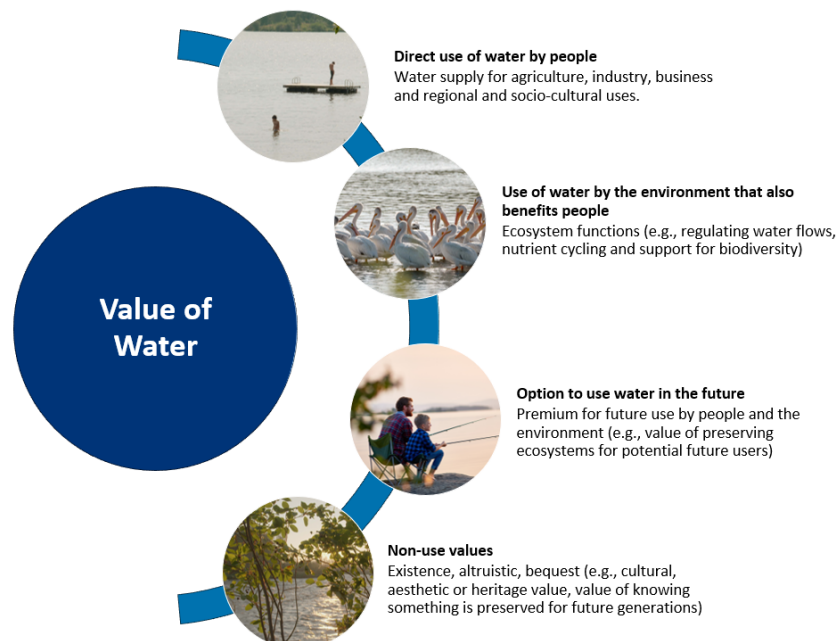 Direct use of water by people
Water supply for agriculture, industry, business
and regional and socio-cultural uses.
Use of water by the environment that also
benefits people
Ecosystem functions (e.g., regulating water flows,
nutrient cycling and support for biodiversity)
Value of
Water
Option to use water in the future
Premium for future use by people and the
environment (e.g., value of preserving
ecosystems for potential future users)
Non-use values
Existence, altruistic, bequest (e.g., cultural,
aesthetic or heritage value, value of knowing
something is preserved for future generations)